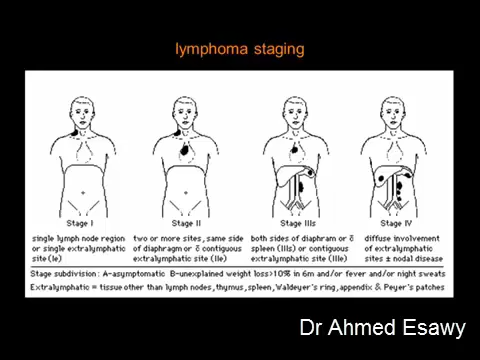 lymphoma staging
Stage I
Stage II
Stage IIIs
Stage IV
single lymph node region
or single extralymphatic
site (Ie)
two or more sites, same side
of diaphragm or c̄ contiguous
extralymphatic site (IIe)
both sides of diaphram or c̄
spleen (IIIs) or contiguous
extralymphatic site (IIIe)
diffuse involvement
of extralymphatic
sites ± nodal disease
Stage subdivision: A-asymptomatic B-unexplained weight loss>10% in 6m and/or fever and/or night sweats
Extralymphatic = tissue other than lymph nodes, thymus, spleen, Waldeyer's ring, appendix & Peyer's patches
Dr Ahmed Esawy